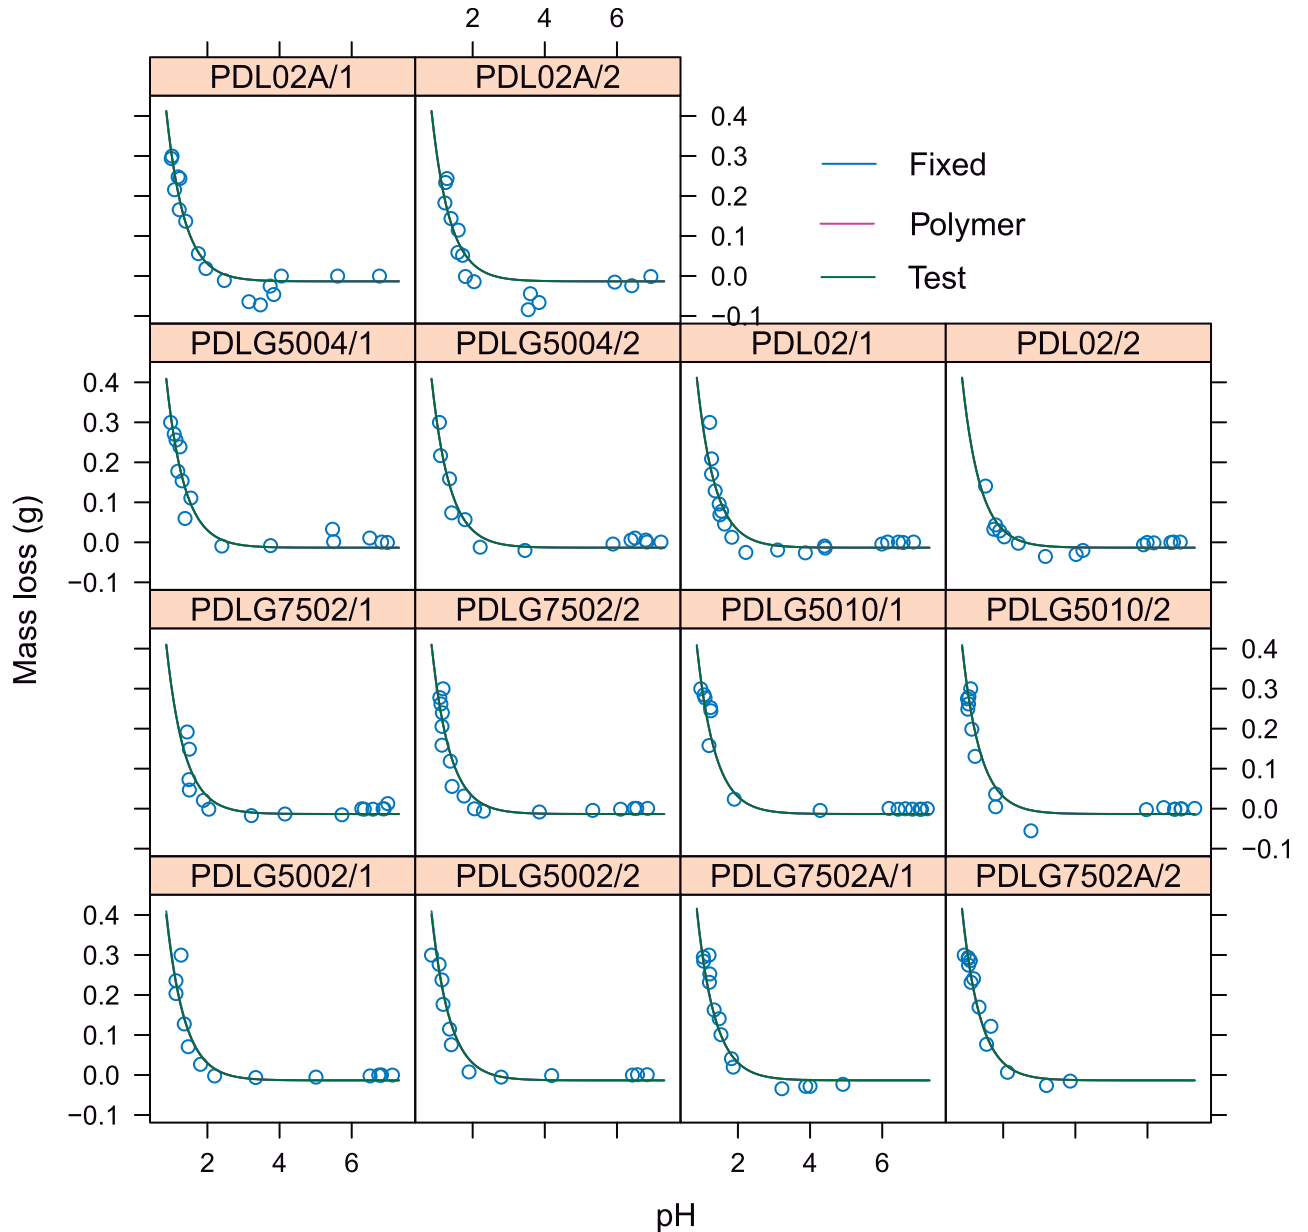 2 4 6
PDL02A/1 PDL02A/2
0.4
0.3
0.2
0.1
0.0
−0.1
Fixed
Polymer
Test
PDLG5004/1 PDLG5004/2 PDL02/1 PDL02/2
0.4
0.3
0.2
0.1
0.0
−0.1
Mass loss (g)
PDLG7502/1 PDLG7502/2 PDLG5010/1 PDLG5010/2
0.4
0.3
0.2
0.1
0.0
−0.1
PDLG5002/1 PDLG5002/2 PDLG7502A/1 PDLG7502A/2
0.4
0.3
0.2
0.1
0.0
−0.1
2 4 6 2 4 6
pH